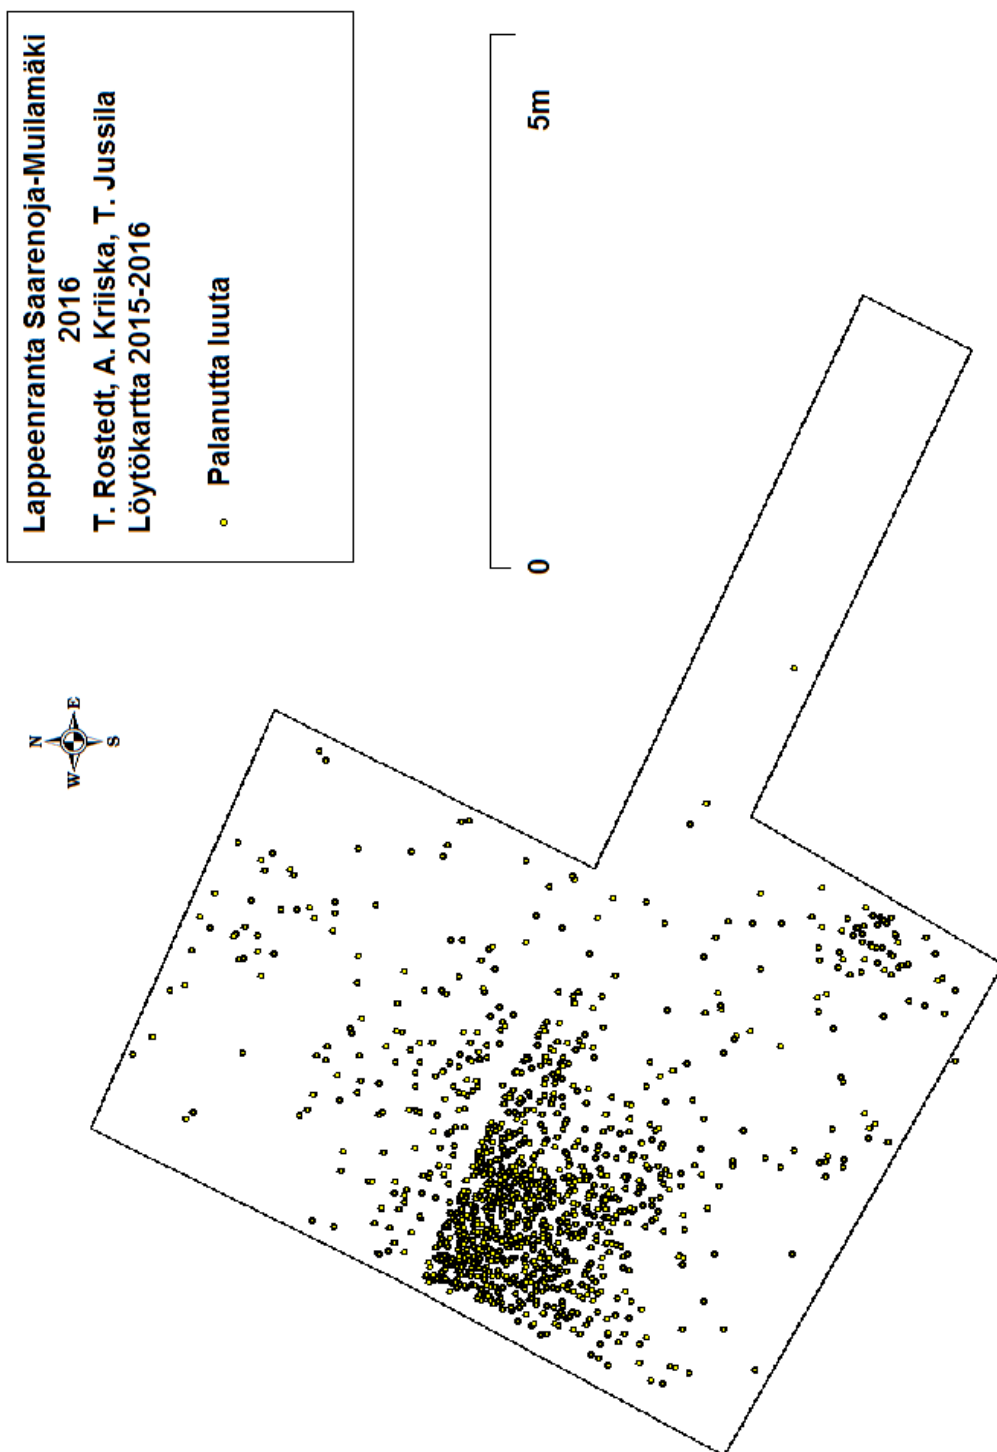 Lappeenranta Saarenoja-Muilamäki
2016
T. Rostedt, A. Kriiska, T. Jussila
Löytökartta 2015-2016
Palanutta luuta
0
5m
N
W
E
S